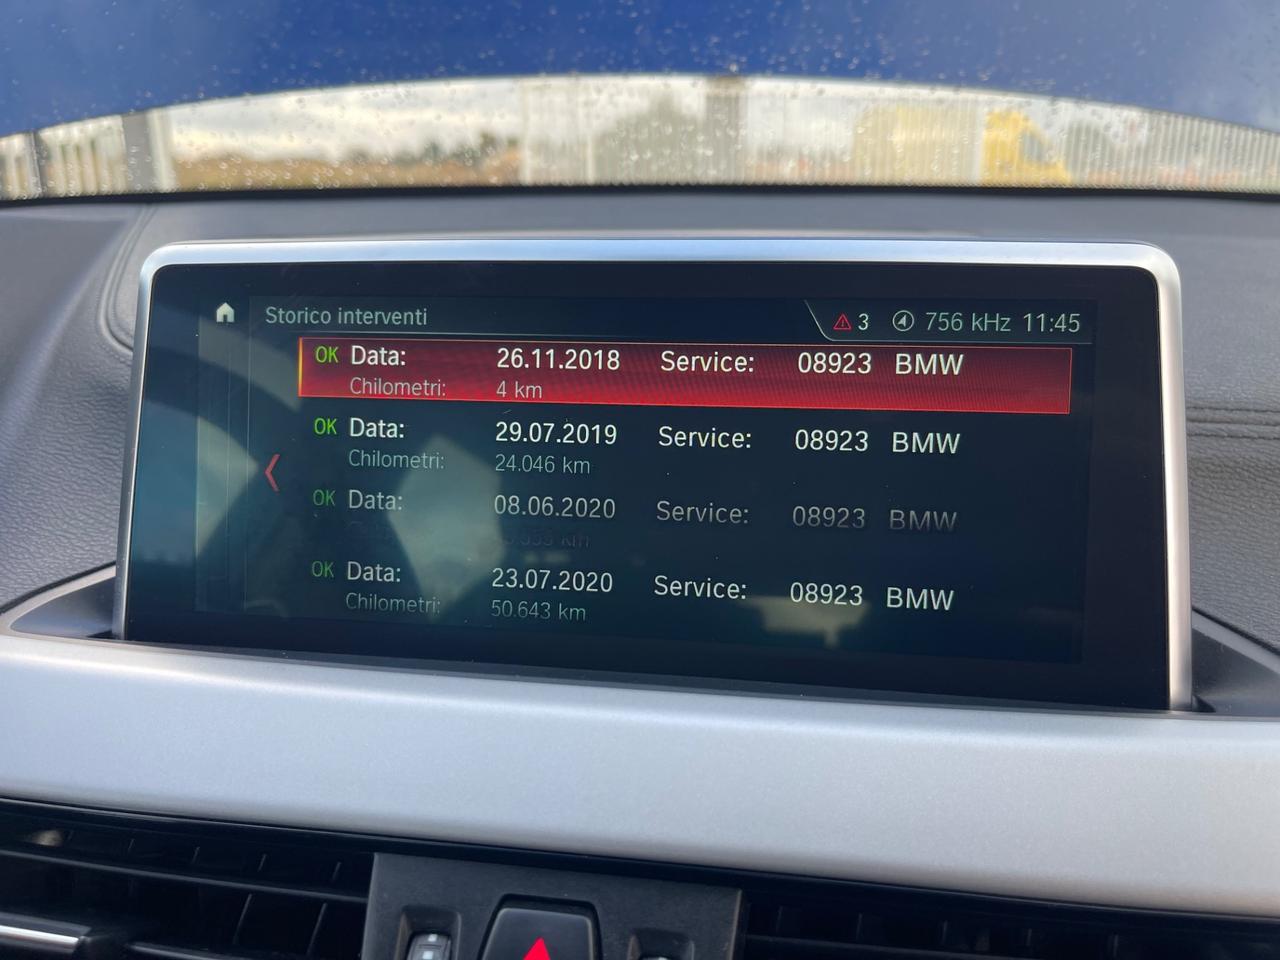 Storico interventi 3 756 kHz 11:45
OK Data: 26.11.2018 Service: 08923 BMW
Chilometri: 4 km
OK Data: 29.07.2019 Service: 08923 BMW
Chilometri: 24.046 km
OK Data: 08.06.2020 Service: 08923 BMW
km
OK Data: 23.07.2020 Service: 08923 BMW
Chilometri: 50.643 km